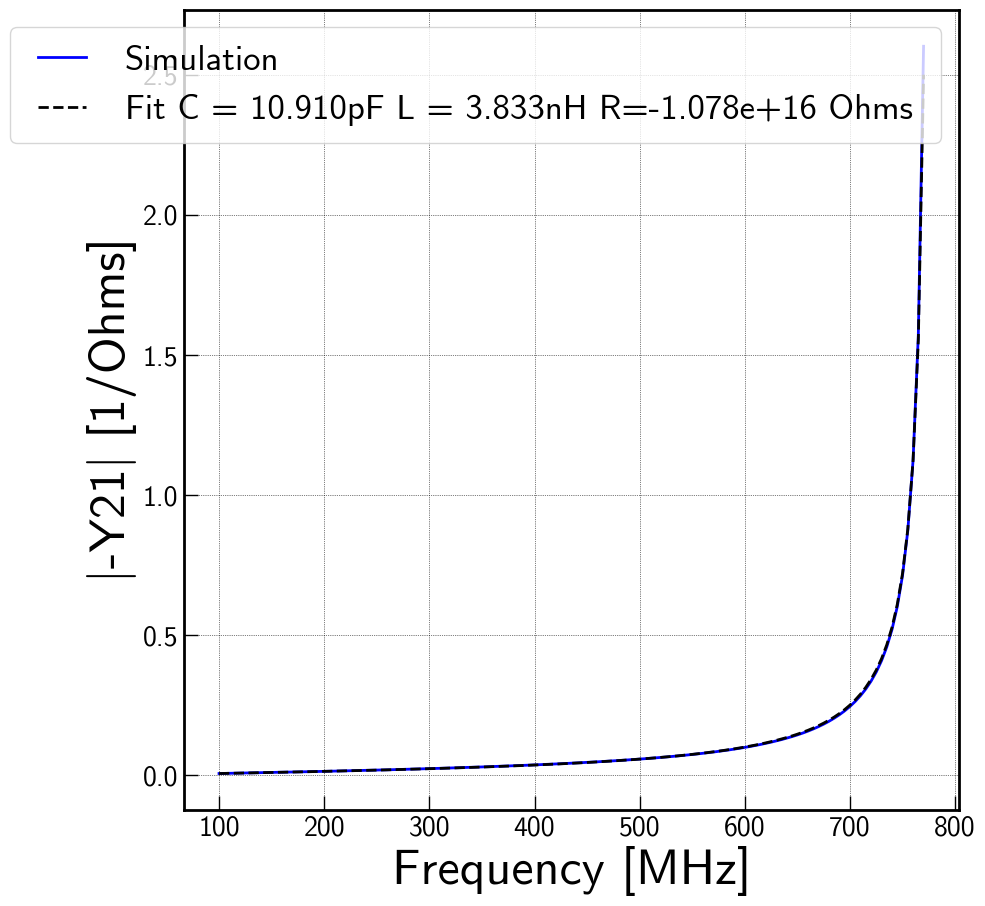 Simulation
Fit C = 10.910pF L = 3.833nH R=-1.078e+16 Ohms
2.5
2.0
1.5
1.0
0.5
0.0
|-Y21| [1/Ohms]
100 200 300 400 500 600 700 800
Frequency [MHz]